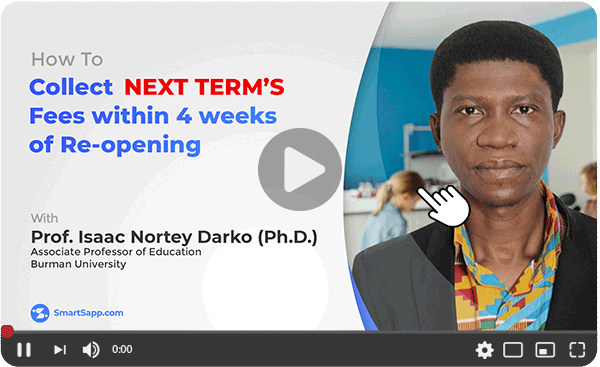 How To
Collect NEXT TERM'S
Fees within 4 weeks
of Re-opening
With
Prof. Isaac Nortey Darko (Ph.D.)
Associate Professor of Education
Burman University
SmartSapp.com
0:00